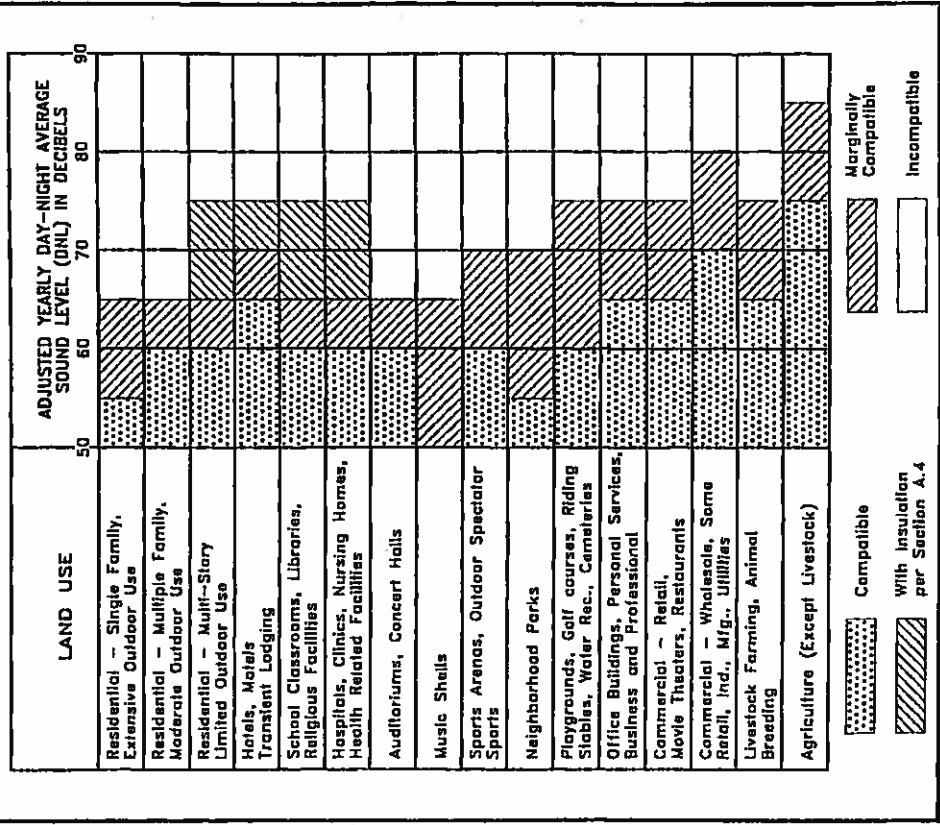 LAND USE
ADJUSTED YEARLY DAY-NIGHT AVERAGE
SOUND LEVEL (DNL) IN DECIBELS
50 60 70 80 90
Residential - Single Family,
Extensive Outdoor Use
Residential - Multiple Family,
Moderate Outdoor Use
Residential - Multi-Story
Limited Outdoor Use
Hotels, Motels
Transient Lodging
School Classrooms, Libraries,
Religious Facilities
Hospitals, Clinics, Nursing Homes,
Health Related Facilities
Auditoriums, Concert Halls
Music Shells
Sports Arenas, Outdoor Spectator
Sports
Neighborhood Parks
Playgrounds, Golf courses, Riding
Stables, Water Rec., Cemeteries
Office Buildings, Personal Services,
Business and Professional
Commercial - Retail,
Movie Theaters, Restaurants
Commercial - Wholesale, Some
Retail, Ind., Mfg., Utilities
Livestock Farming, Animal
Breeding
Agriculture (Except Livestock)
Compatible
Marginally
Compatible
With Insulation
per Section A.4
Incompatible